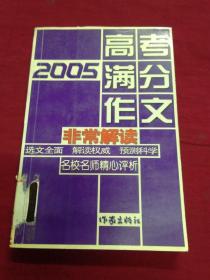 高考
2005
满分
作文
非常解读
选文全面 解读权威 预测科学
名校名师精心评析
作家出版社